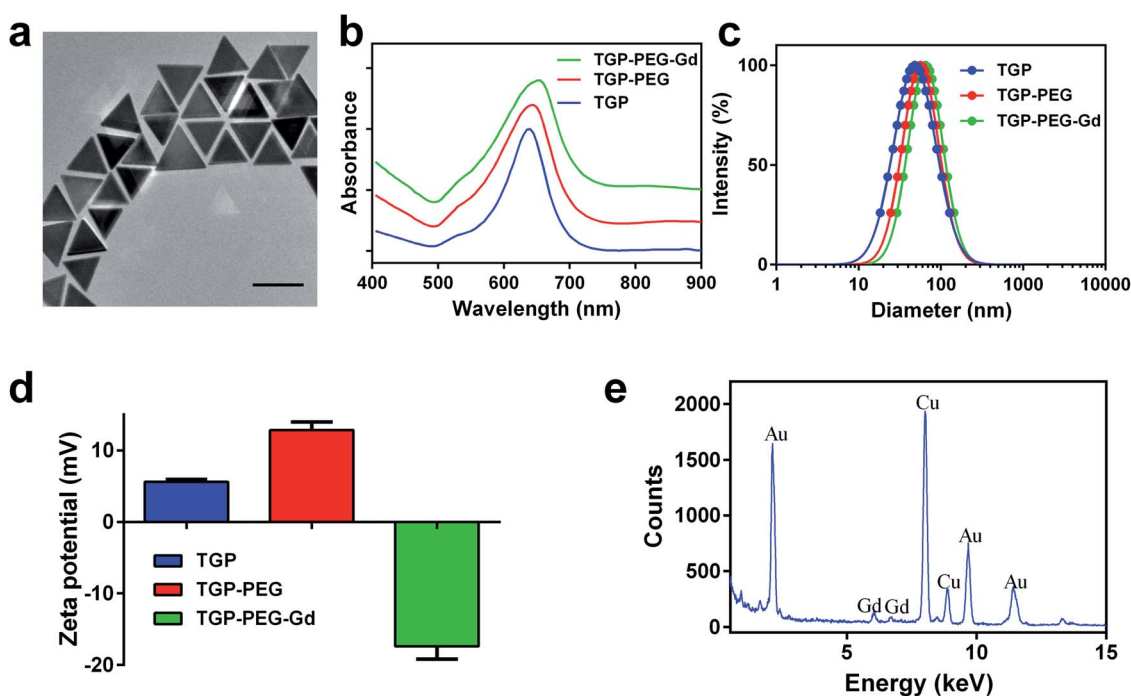 a
b
Absorbance
TGP-PEG-Gd
TGP-PEG
TGP
400 500 600 700 800 900
Wavelength (nm)
c
Intensity (%)
100
50
0
TGP
TGP-PEG
TGP-PEG-Gd
1 10 100 1000 10000
Diameter (nm)
d
Zeta potential (mV)
10
0
-10
-20
TGP
TGP-PEG
TGP-PEG-Gd
e
Counts
2000
1500
1000
500
0
Au
Gd
Gd
Cu
Cu
Au
Au
5 10 15
Energy (keV)